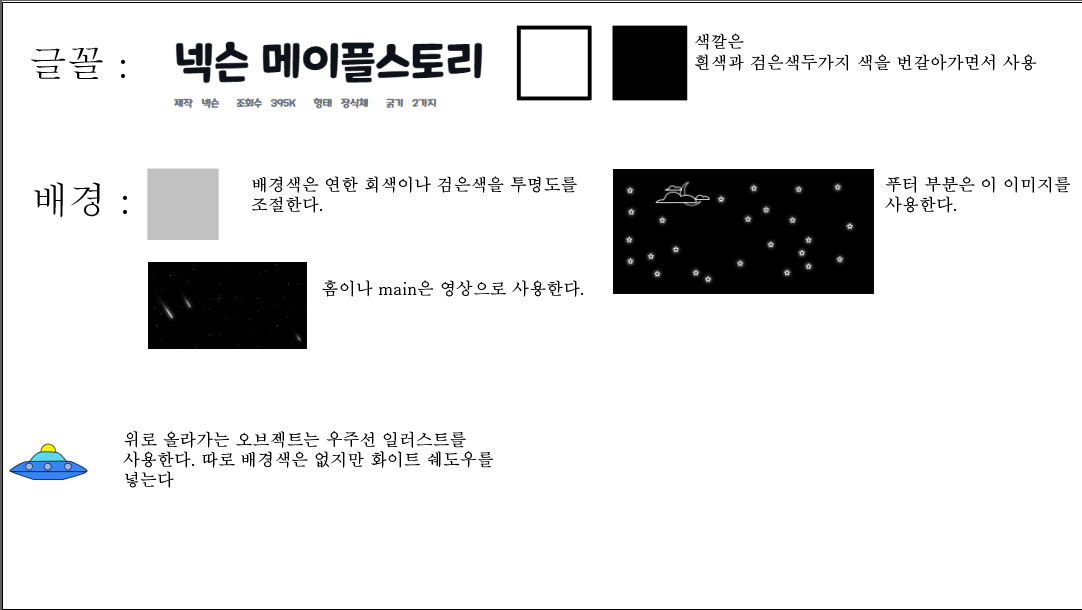 글꼴 :
넥슨 메이플스토리
제작 넥슨 조회수 395K 형태 장식체 굵기 2가지
색깔은
흰색과 검은색두가지 색을 번갈아가면서 사용
배경 :
배경색은 연한 회색이나 검은색을 투명도를
조절한다.
푸터 부분은 이 이미지를
사용한다.
홈이나 main은 영상으로 사용한다.
위로 올라가는 오브젝트는 우주선 일러스트를
사용한다. 따로 배경색은 없지만 화이트 쉐도우를
넣는다